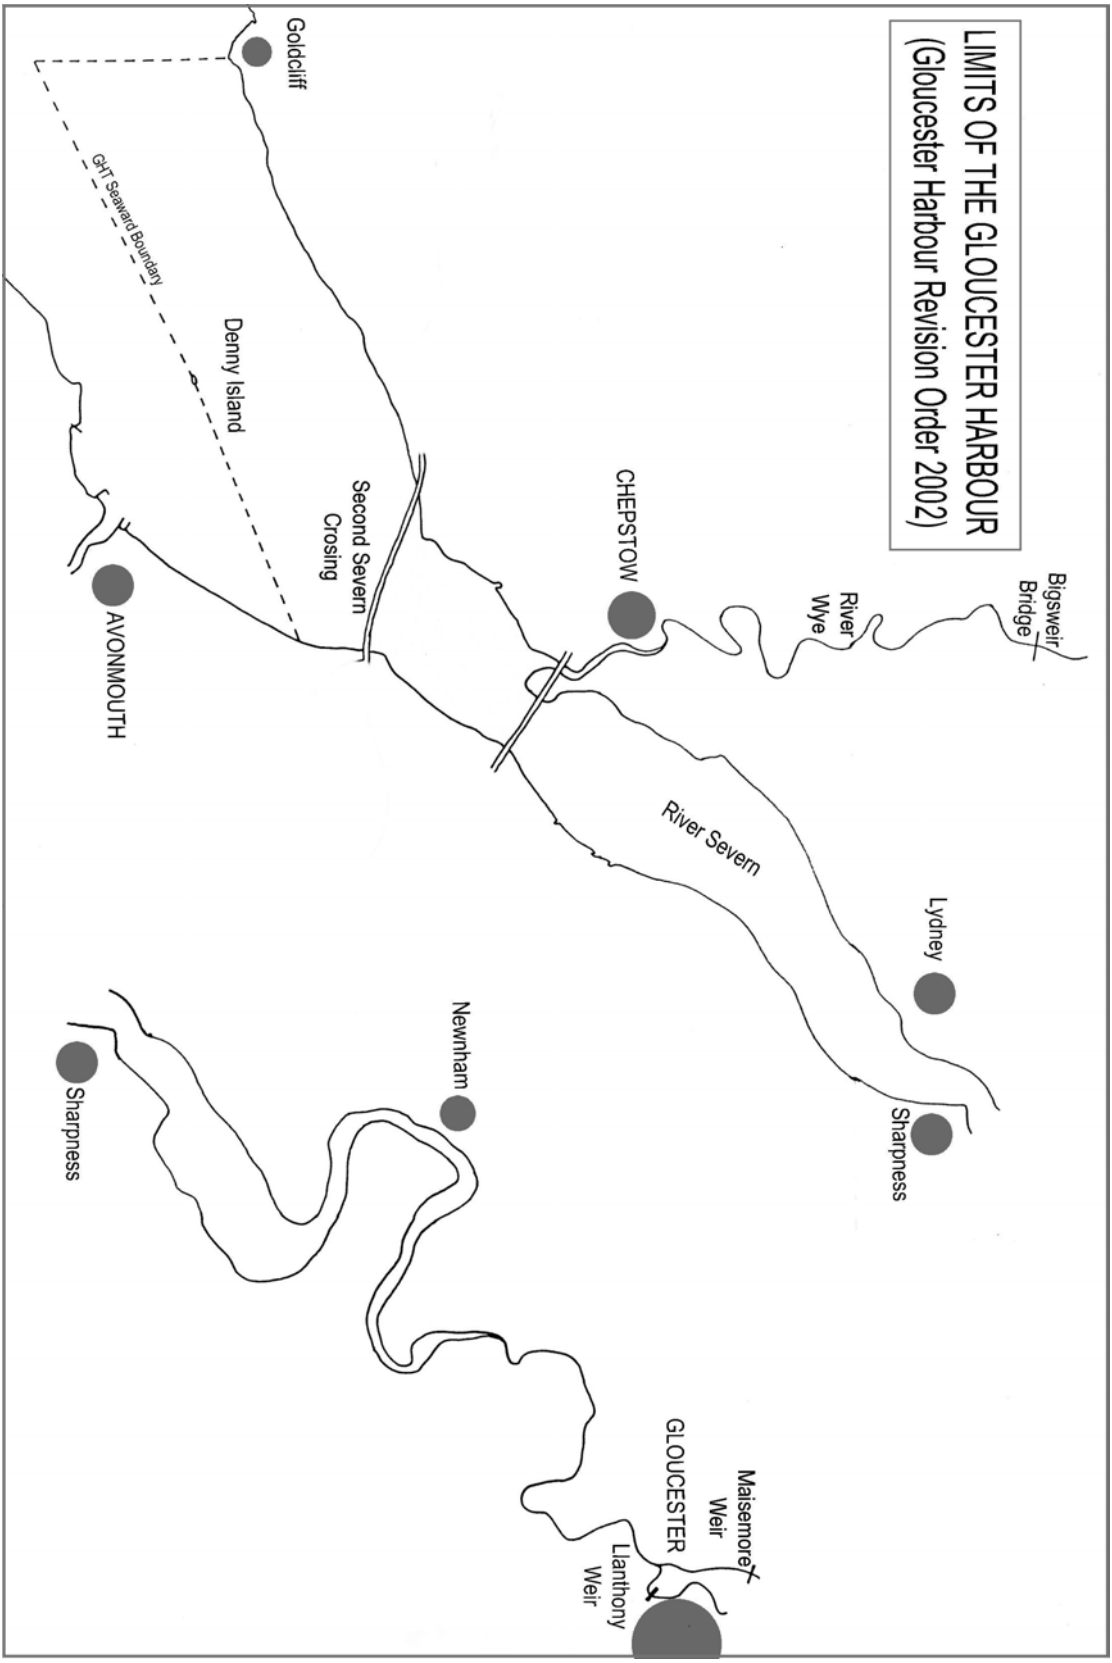 LIMITS OF THE GLOUCESTER HARBOUR
(Gloucester Harbour Revision Order 2002)
Bigsweir
Bridge
River
Wye
CHEPSTOW
Lydney
Sharpness
River Severn
Second Severn
Crosing
Goldcliff
Denny Island
GHT Seaward Boundary
AVONMOUTH
Maisemore
Weir
GLOUCESTER
Llanthony
Weir
Newnham
Sharpness